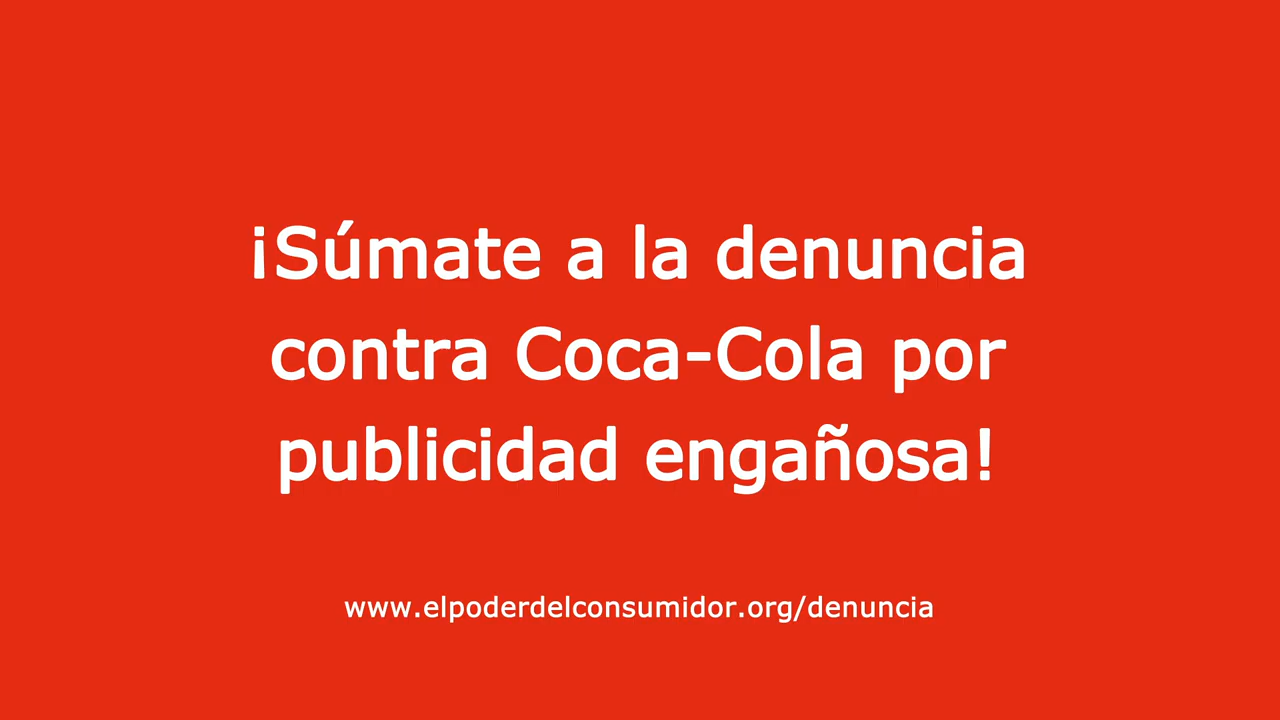 ¡Súmate a la denuncia
contra Coca-Cola por
publicidad engañosa!
www.elpoderdelconsumidor.org/denuncia